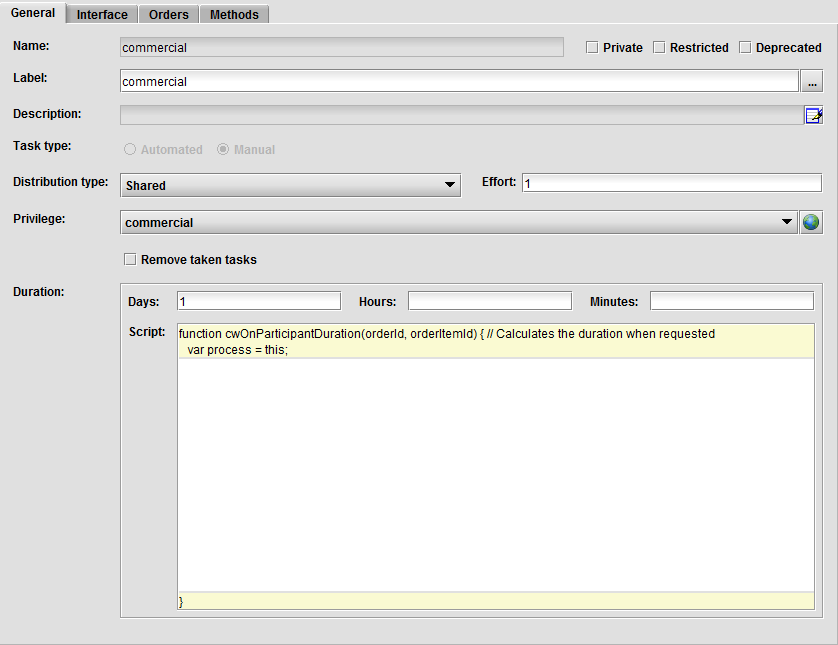 General Interface Orders Methods
Name: commercial Private Restricted Deprecated
Label: commercial ...
Description:
Task type: Automated Manual
Distribution type: Shared Effort: 1
Privilege: commercial
Remove taken tasks
Duration:
Days: 1 Hours: Minutes:
Script: function cwOnParticipantDuration(orderId, orderItemId) { // Calculates the duration when requested
var process = this;
}